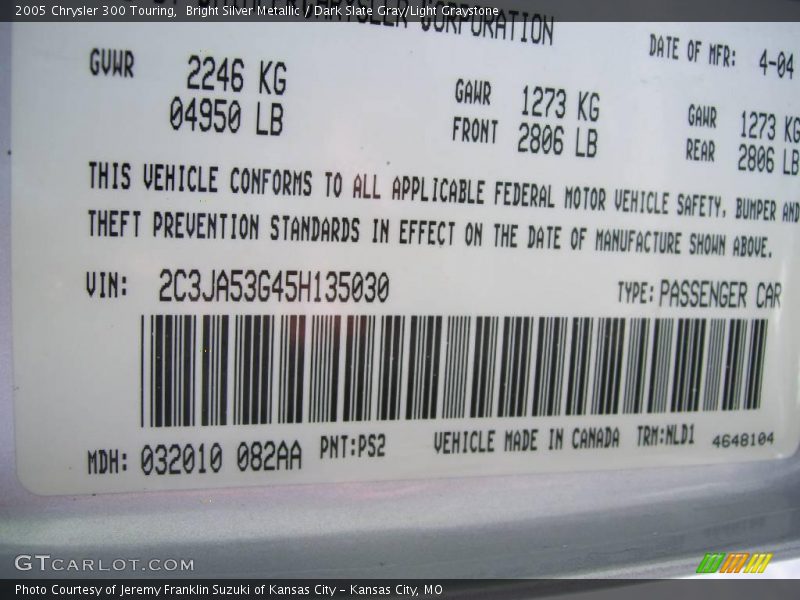 2005 Chrysler 300 Touring, Bright Silver Metallic / Dark Slate Gray/Light Graystone
CORPORATION
DATE OF MFR: 4-04
GVWR 2246 KG
04950 LB
GAWR 1273 KG
FRONT 2806 LB
GAWR 1273 KG
REAR 2806 LB
THIS VEHICLE CONFORMS TO ALL APPLICABLE FEDERAL MOTOR VEHICLE SAFETY, BUMPER AND
THEFT PREVENTION STANDARDS IN EFFECT ON THE DATE OF MANUFACTURE SHOWN ABOVE.
VIN: 2C3JA53G45H135030 TYPE: PASSENGER CAR
MDH: 032010 082AA PNT:PS2 VEHICLE MADE IN CANADA TRM:NLD1 4648104
GTCARLOT.COM
Photo Courtesy of Jeremy Franklin Suzuki of Kansas City – Kansas City, MO